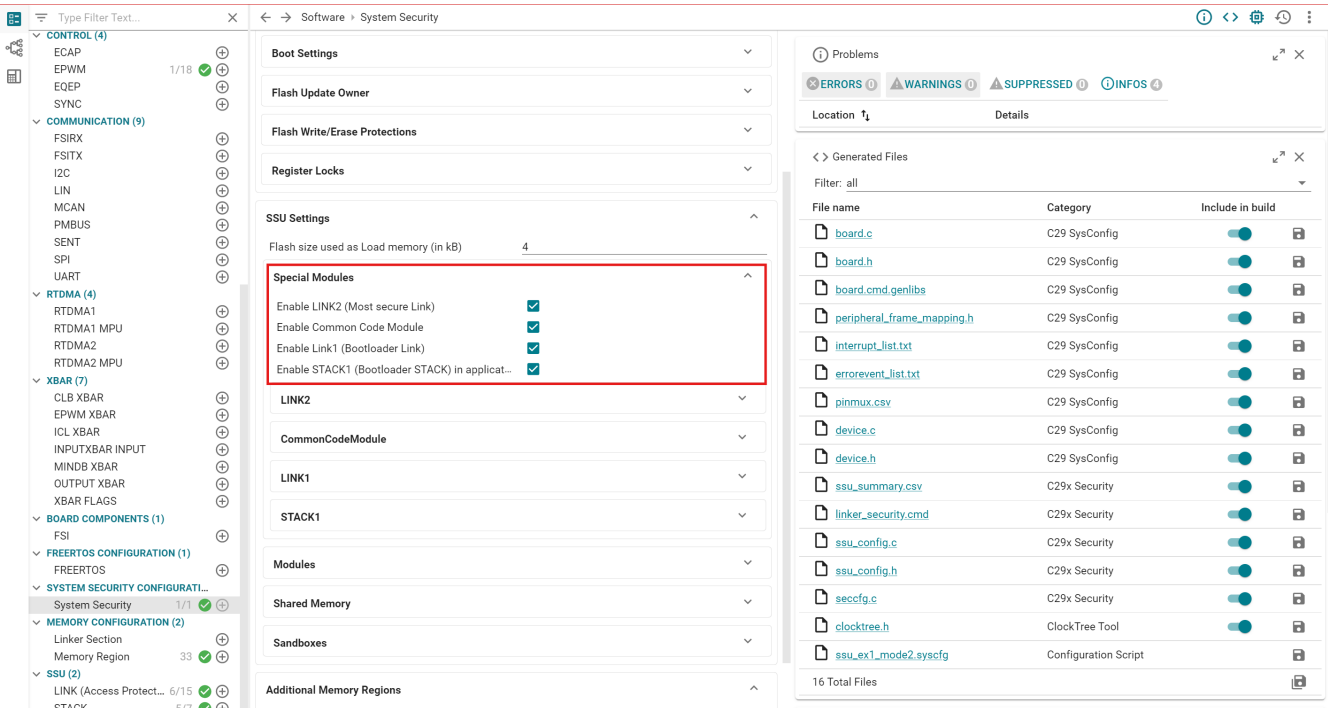 Type Filter Text...
CONTROL (4)
ECAP
EPWM 1/18
EQEP
SYNC
COMMUNICATION (9)
FSIRX
FSITX
I2C
LIN
MCAN
PMBUS
SENT
SPI
UART
RTDMA (4)
RTDMA1
RTDMA1 MPU
RTDMA2
RTDMA2 MPU
XBAR (7)
CLB XBAR
EPWM XBAR
ICL XBAR
INPUTXBAR INPUT
MINDB XBAR
OUTPUT XBAR
XBAR FLAGS
BOARD COMPONENTS (1)
FSI
FREERTOS CONFIGURATION (1)
FREERTOS
SYSTEM SECURITY CONFIGURATI...
System Security 1/1
MEMORY CONFIGURATION (2)
Linker Section
Memory Region 33
SSU (2)
LINK (Access Protect... 6/15
STACK 5/7
Software System Security
Boot Settings
Flash Update Owner
Flash Write/Erase Protections
Register Locks
SSU Settings
Flash size used as Load memory (in kB) 4
Special Modules
Enable LINK2 (Most secure Link)
Enable Common Code Module
Enable Link1 (Bootloader Link)
Enable STACK1 (Bootloader STACK) in applicat...
LINK2
CommonCodeModule
LINK1
STACK1
Modules
Shared Memory
Sandboxes
Additional Memory Regions
Problems
ERRORS 0 WARNINGS 0 SUPPRESSED 0 INFOS 4
Location Details
<> Generated Files
Filter: all
File name Category Include in build
board.c C29 SysConfig
board.h C29 SysConfig
board.cmd.genlibs C29 SysConfig
peripheral_frame_mapping.h C29 SysConfig
interrupt_list.txt C29 SysConfig
errorevent_list.txt C29 SysConfig
pinmux.csv C29 SysConfig
device.c C29 SysConfig
device.h C29 SysConfig
ssu_summary.csv C29x Security
linker_security.cmd C29x Security
ssu_config.c C29x Security
ssu_config.h C29x Security
seccfg.c C29x Security
clocktree.h ClockTree Tool
ssu_ex1_mode2.syscfg Configuration Script
16 Total Files